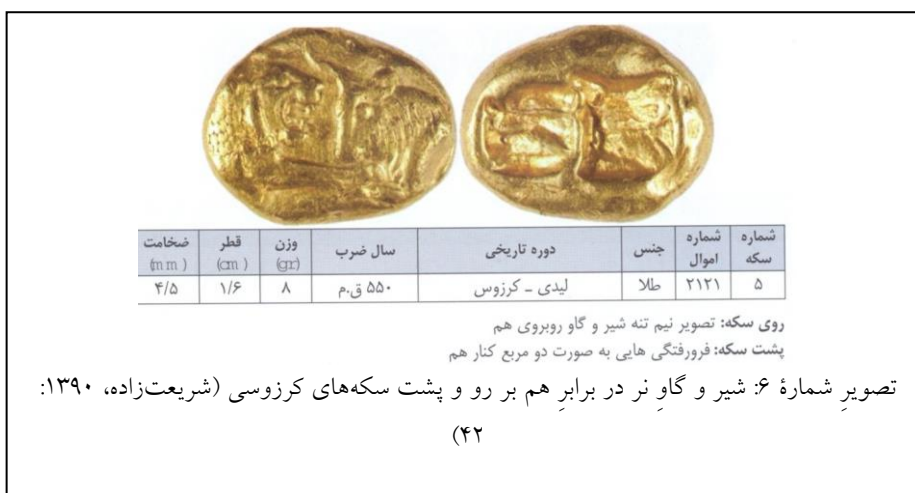 شماره سکه	شماره اموال	جنس	دوره تاریخی	سال ضرب	وزن (gr)	قطر (cm)	ضخامت (mm)
۵	۲۱۲۱	طلا	لیدی ـ کرزوس	۵۵۰ ق.م	۸	۱/۶	۴/۵
روی سکه: تصویر نیم تنه شیر و گاو روبروی هم
پشت سکه: فرورفتگی هایی به صورت دو مربع کنار هم
تصویرِ شمارهٔ ۶: شیر و گاوِ نر در برابرِ هم بر رو و پشت سکه‌های کرزوسی (شریعت‌زاده، ۱۳۹۰:
۴۲)